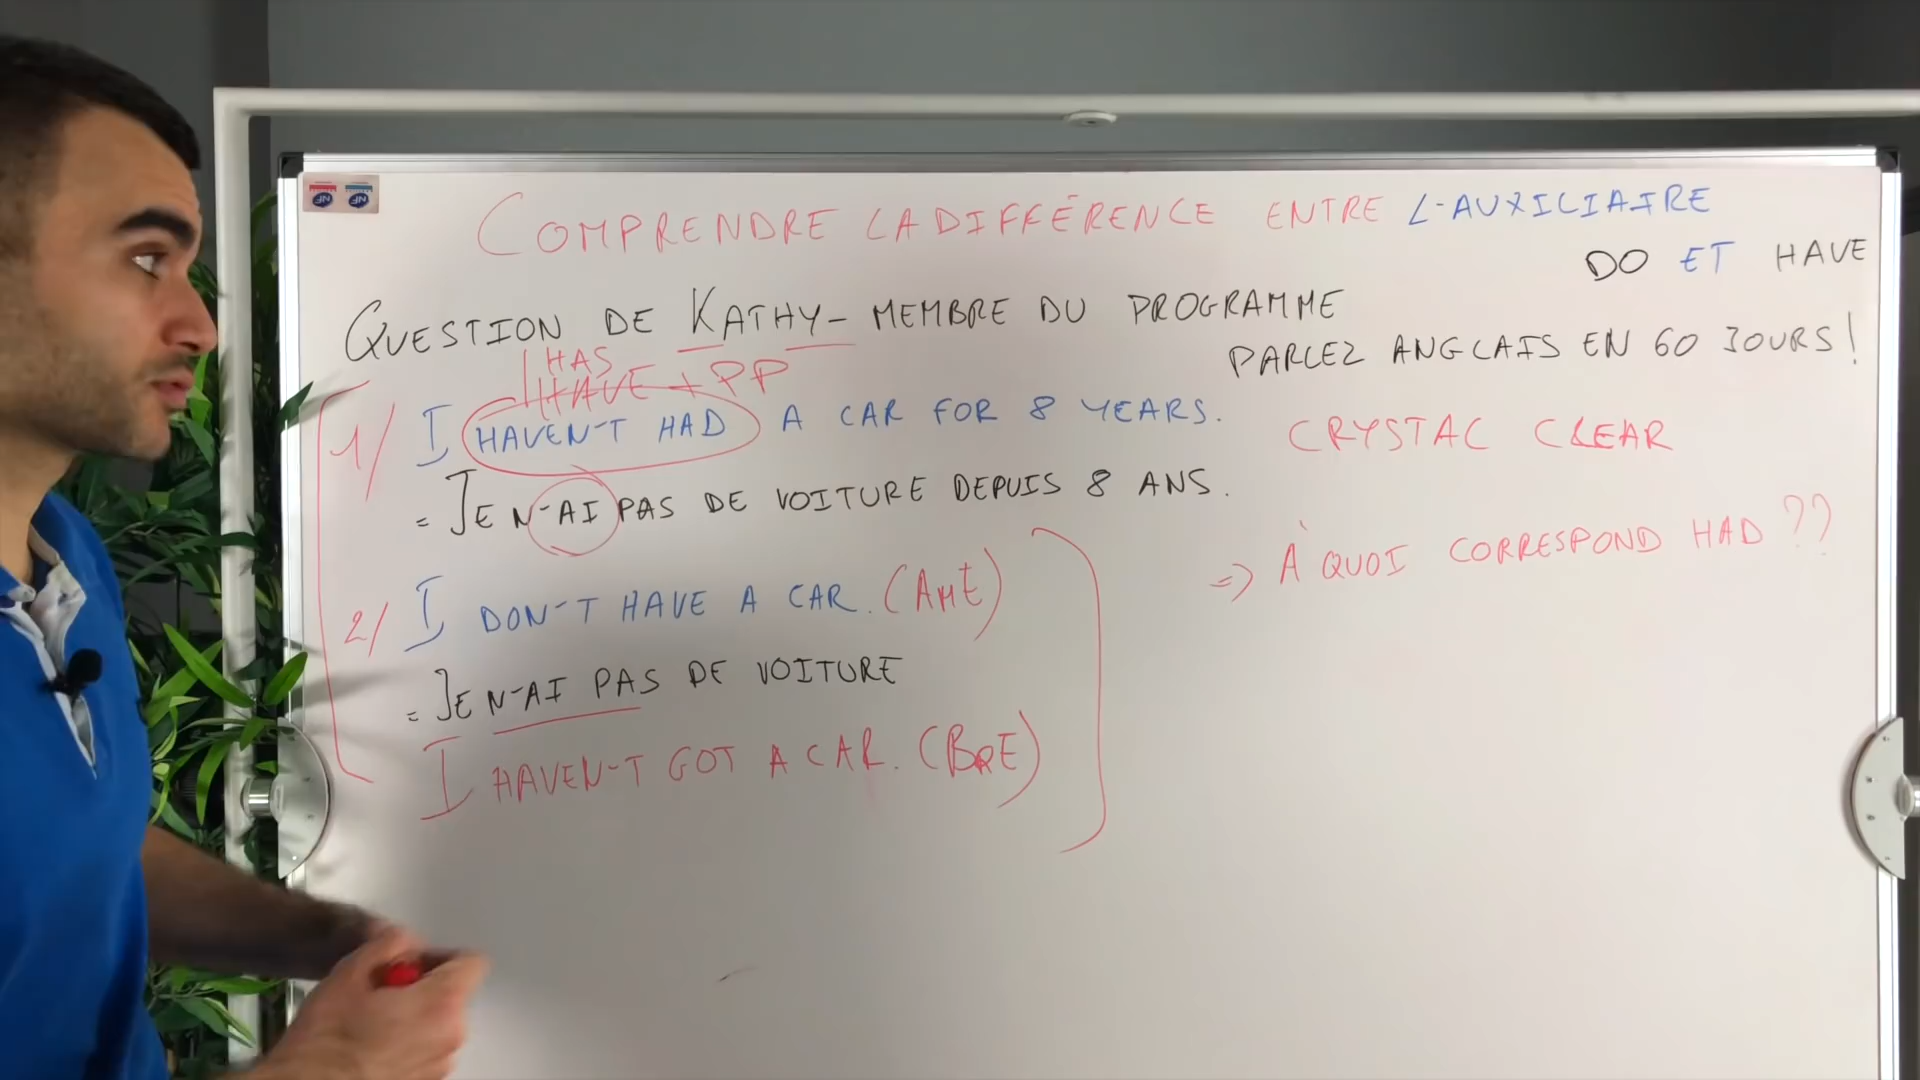 COMPRENDRE LA DIFFÉRENCE ENTRE L'AUXILIAIRE
DO ET HAVE
QUESTION DE KATHY - MEMBRE DU PROGRAMME
PARLEZ ANGLAIS EN 60 JOURS !
HAS
HAVE + PP
1/ I HAVEN'T HAD A CAR FOR 8 YEARS.
= JE N'AI PAS DE VOITURE DEPUIS 8 ANS.
CRYSTAL CLEAR
=> À QUOI CORRESPOND HAD ??
2/ I DON'T HAVE A CAR. (AmE)
= JE N'AI PAS DE VOITURE
I HAVEN'T GOT A CAR. (BRE)
NF NF